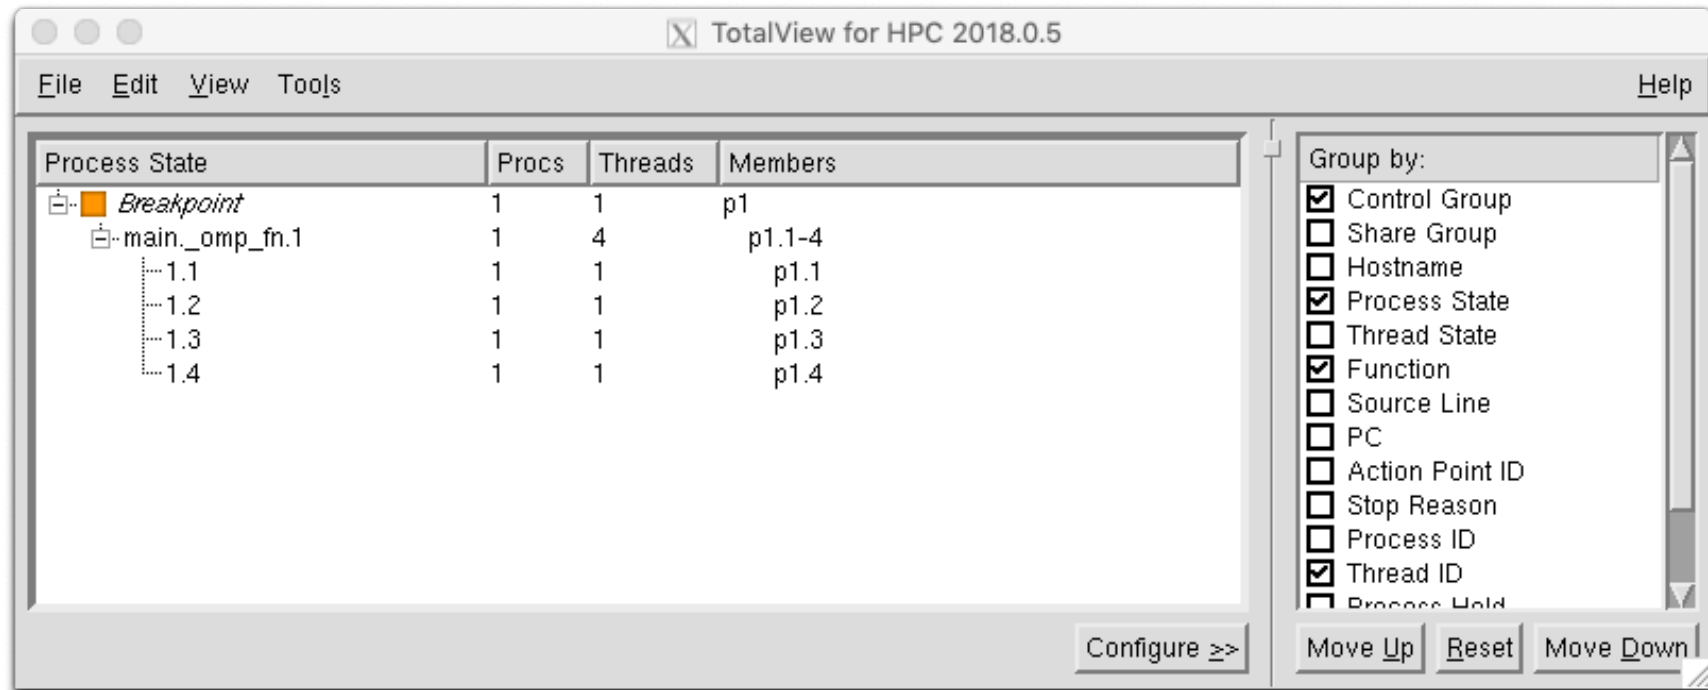 TotalView for HPC 2018.0.5
File Edit View Tools Help
Process State Procs Threads Members
Breakpoint 1 1 p1
main._omp_fn.1 1 4 p1.1-4
1.1 1 1 p1.1
1.2 1 1 p1.2
1.3 1 1 p1.3
1.4 1 1 p1.4
Configure >>
Group by:
Control Group
Share Group
Hostname
Process State
Thread State
Function
Source Line
PC
Action Point ID
Stop Reason
Process ID
Thread ID
Process Hold
Move Up Reset Move Down